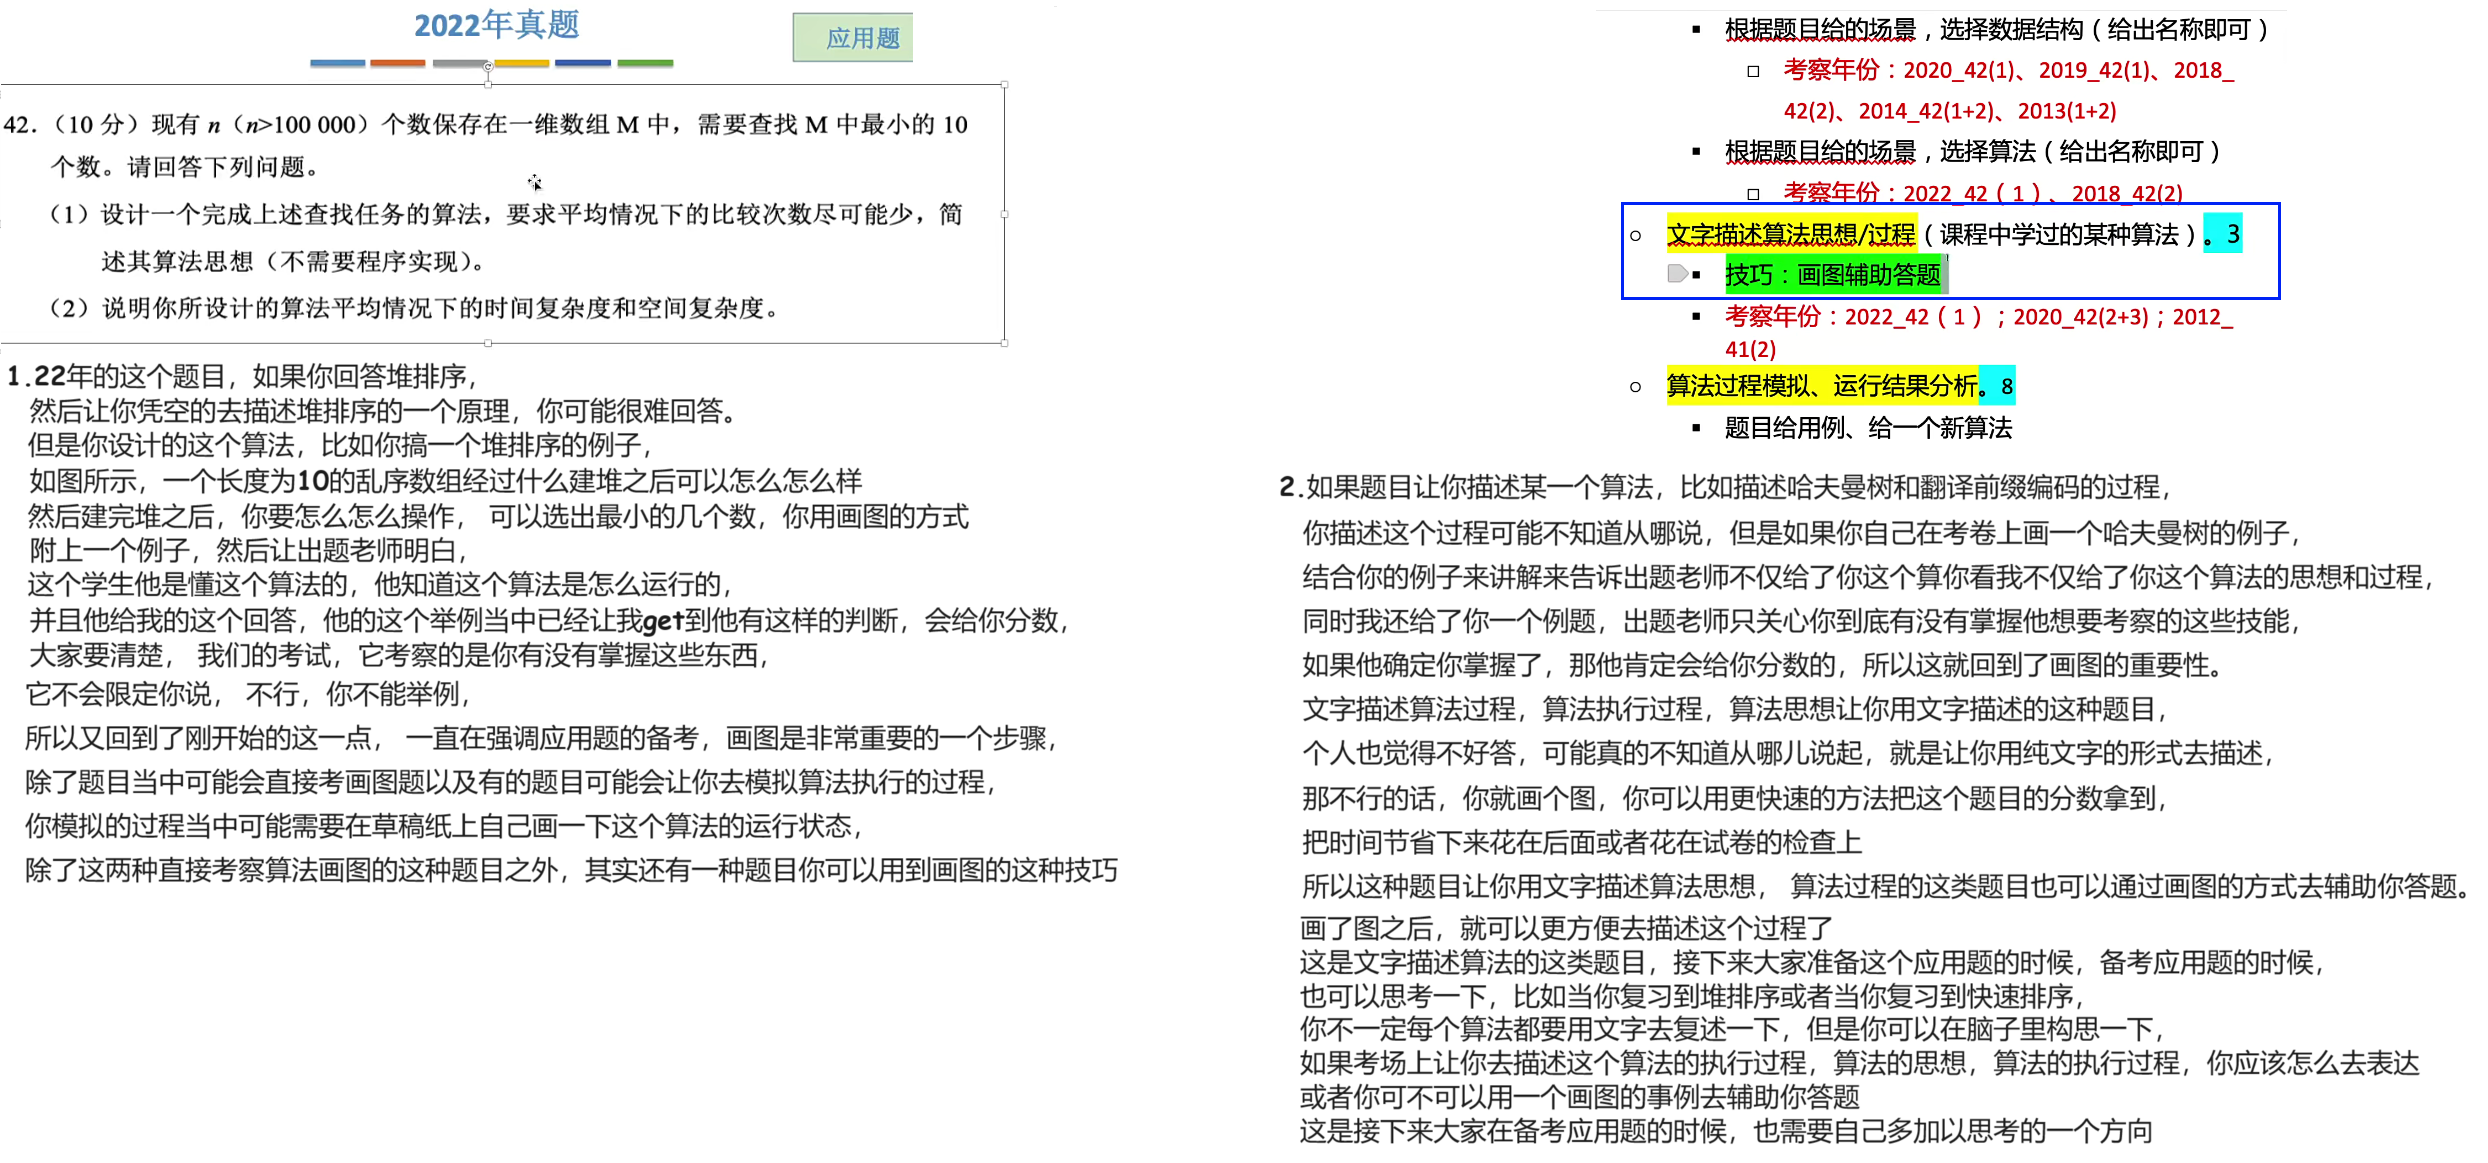 2022年真题
应用题
42.（10 分）现有 n（n>100 000）个数保存在一维数组 M 中，需要查找 M 中最小的 10
个数。请回答下列问题。
（1）设计一个完成上述查找任务的算法，要求平均情况下的比较次数尽可能少，简
述其算法思想（不需要程序实现）。
（2）说明你所设计的算法平均情况下的时间复杂度和空间复杂度。
1.22年的这个题目，如果你回答堆排序，
然后让你凭空的去描述堆排序的一个原理，你可能很难回答。
但是你设计的这个算法，比如你搞一个堆排序的例子，
如图所示，一个长度为10的乱序数组经过什么建堆之后可以怎么怎么样
然后建完堆之后，你要怎么怎么操作， 可以选出最小的几个数，你用画图的方式
附上一个例子，然后让出题老师明白，
这个学生他是懂这个算法的，他知道这个算法是怎么运行的，
并且他给我的这个回答，他的这个举例当中已经让我get到他有这样的判断，会给你分数，
大家要清楚， 我们的考试，它考察的是你有没有掌握这些东西，
它不会限定你说， 不行，你不能举例，
所以又回到了刚开始的这一点， 一直在强调应用题的备考，画图是非常重要的一个步骤，
除了题目当中可能会直接考画图题以及有的题目可能会让你去模拟算法执行的过程，
你模拟的过程当中可能需要在草稿纸上自己画一下这个算法的运行状态，
除了这两种直接考察算法画图的这种题目之外，其实还有一种题目你可以用到画图的这种技巧
根据题目给的场景，选择数据结构（给出名称即可）
考察年份：2020_42(1)、2019_42(1)、2018_
42(2)、2014_42(1+2)、2013(1+2)
根据题目给的场景，选择算法（给出名称即可）
考察年份：2022_42（1）、2018_42(2)
文字描述算法思想/过程（课程中学过的某种算法）。3
技巧：画图辅助答题
考察年份：2022_42（1）；2020_42(2+3)；2012_
41(2)
算法过程模拟、运行结果分析。8
题目给用例、给一个新算法
2.如果题目让你描述某一个算法，比如描述哈夫曼树和翻译前缀编码的过程，
你描述这个过程可能不知道从哪说，但是如果你自己在考卷上画一个哈夫曼树的例子，
结合你的例子来讲解来告诉出题老师不仅给了你这个算你看我不仅给了你这个算法的思想和过程，
同时我还给了你一个例题，出题老师只关心你到底有没有掌握他想要考察的这些技能，
如果他确定你掌握了，那他肯定会给你分数的，所以这就回到了画图的重要性。
文字描述算法过程，算法执行过程，算法思想让你用文字描述的这种题目，
个人也觉得不好答，可能真的不知道从哪儿说起，就是让你用纯文字的形式去描述，
那不行的话，你就画个图，你可以用更快速的方法把这个题目的分数拿到，
把时间节省下来花在后面或者花在试卷的检查上
所以这种题目让你用文字描述算法思想， 算法过程的这类题目也可以通过画图的方式去辅助你答题。
画了图之后，就可以更方便去描述这个过程了
这是文字描述算法的这类题目，接下来大家准备这个应用题的时候，备考应用题的时候，
也可以思考一下，比如当你复习到堆排序或者当你复习到快速排序，
你不一定每个算法都要用文字去复述一下，但是你可以在脑子里构思一下，
如果考场上让你去描述这个算法的执行过程，算法的思想，算法的执行过程，你应该怎么去表达
或者你可不可以用一个画图的事例去辅助你答题
这是接下来大家在备考应用题的时候，也需要自己多加以思考的一个方向